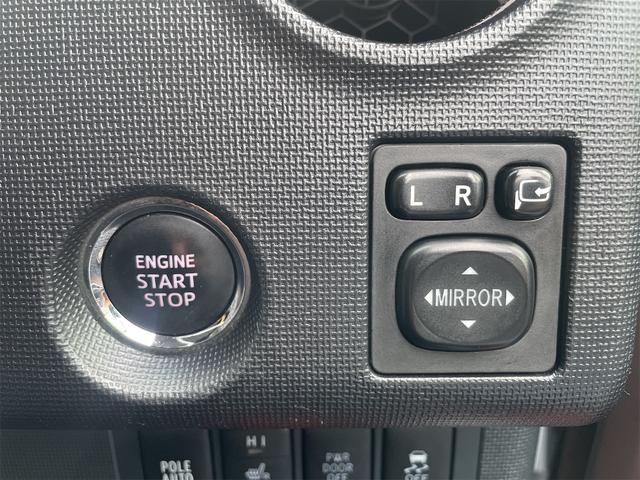 ENGINE
START
STOP
L R
MIRROR
POLE
AUTO
HI
PWR
DOOR
OFF
OFF